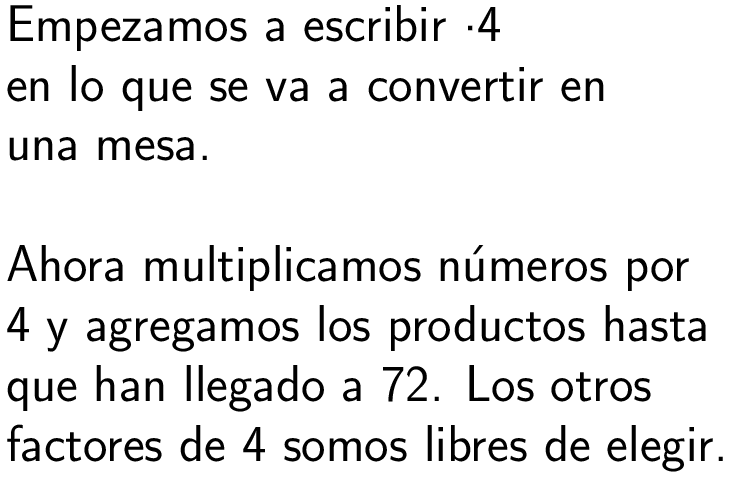 Empezamos a escribir ·4
en lo que se va a convertir en
una mesa.
Ahora multiplicamos números por
4 y agregamos los productos hasta
que han llegado a 72. Los otros
factores de 4 somos libres de elegir.